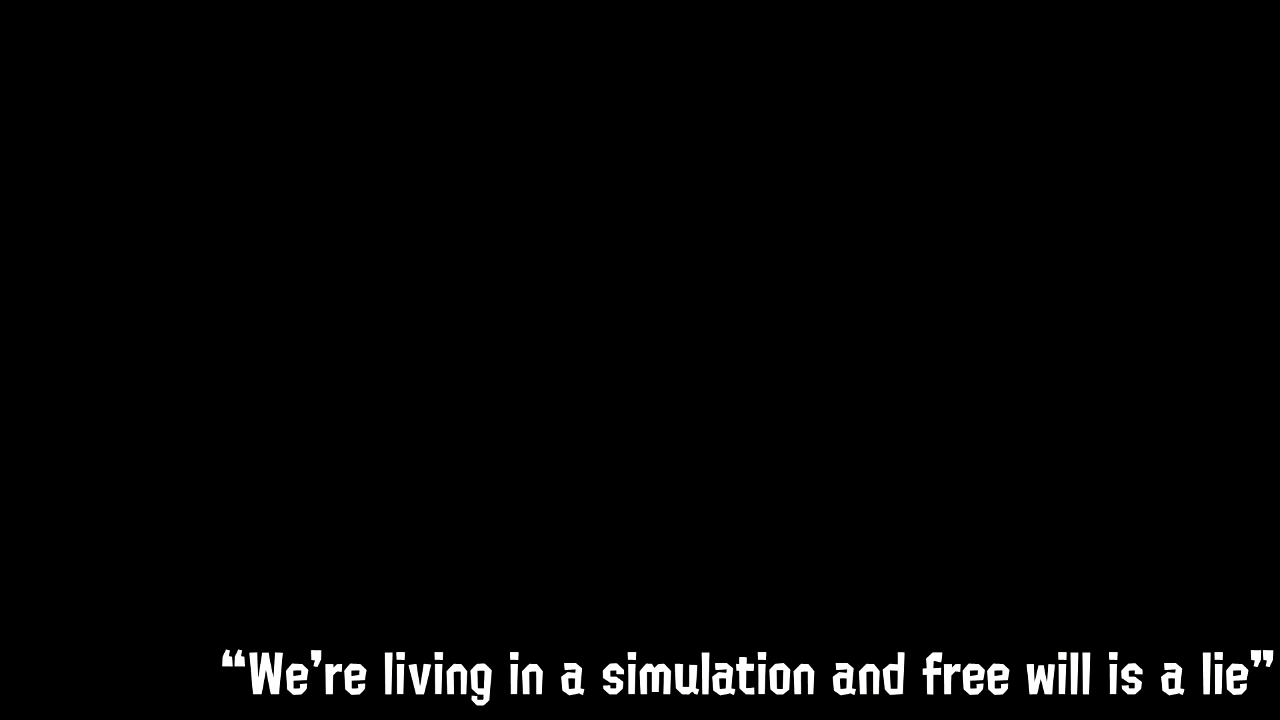 “We’re living in a simulation and free will is a lie”